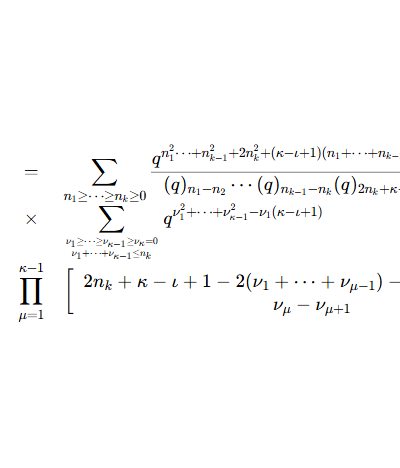 = ∑_{n_1≥⋯≥n_k≥0} \frac{q^{n_1^2⋯+n_{k-1}^2+2n_k^2+(κ-ι+1)(n_1+⋯+n_{k-}}}{(q)_{n_1-n_2}⋯(q)_{n_{k-1}-n_k}(q)_{2n_k+κ-}}
× ∑_{ν_1≥⋯≥ν_{κ-1}≥ν_κ=0, ν_1+⋯+ν_{κ-1}≤n_k} q^{ν_1^2+⋯+ν_{κ-1}^2-ν_1(κ-ι+1)}
∏_{μ=1}^{κ-1} [ 2n_k + κ - ι + 1 - 2(ν_1 + ⋯ + ν_{μ-1}) -
ν_μ - ν_{μ+1}